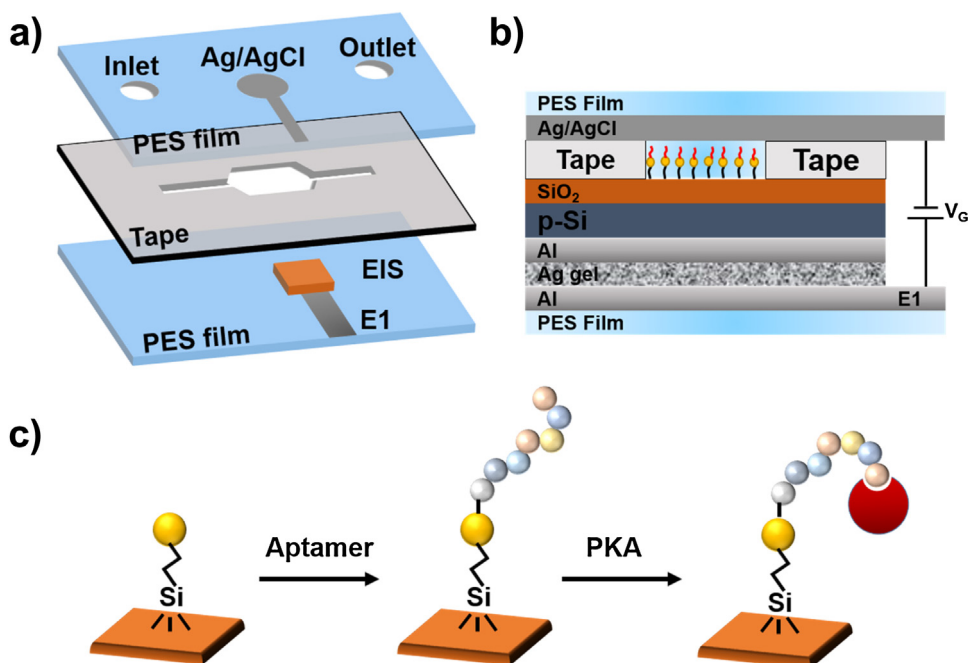 a)
Inlet
Ag/AgCl
Outlet
PES film
Tape
EIS
E1
PES film
b)
PES Film
Ag/AgCl
Tape
Tape
SiO₂
p-Si
Al
Ag gel
Al
E1
PES Film
V_G
c)
Si
Aptamer
Si
PKA
Si